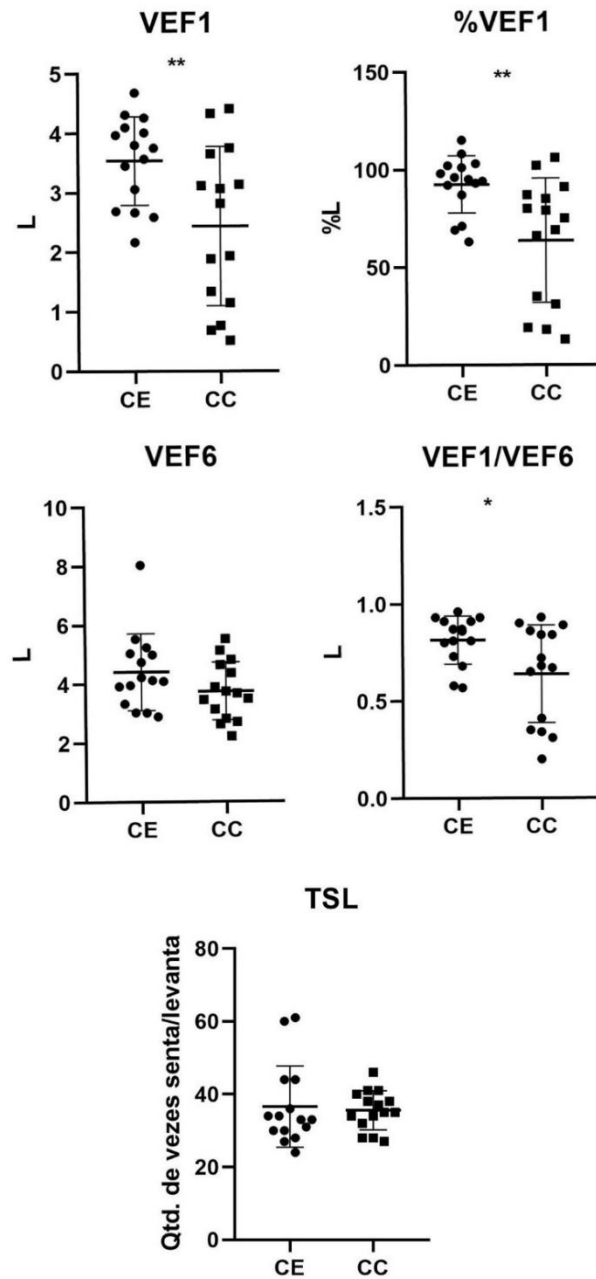 VEF1
**
5
4
3
2
1
0
L
CE
CC
%VEF1
**
150
100
50
0
%L
CE
CC
VEF6
10
8
6
4
2
0
L
CE
CC
VEF1/VEF6
*
1.5
1.0
0.5
0.0
L
CE
CC
TSL
80
60
40
20
0
Qtd. de vezes senta/levanta
CE
CC